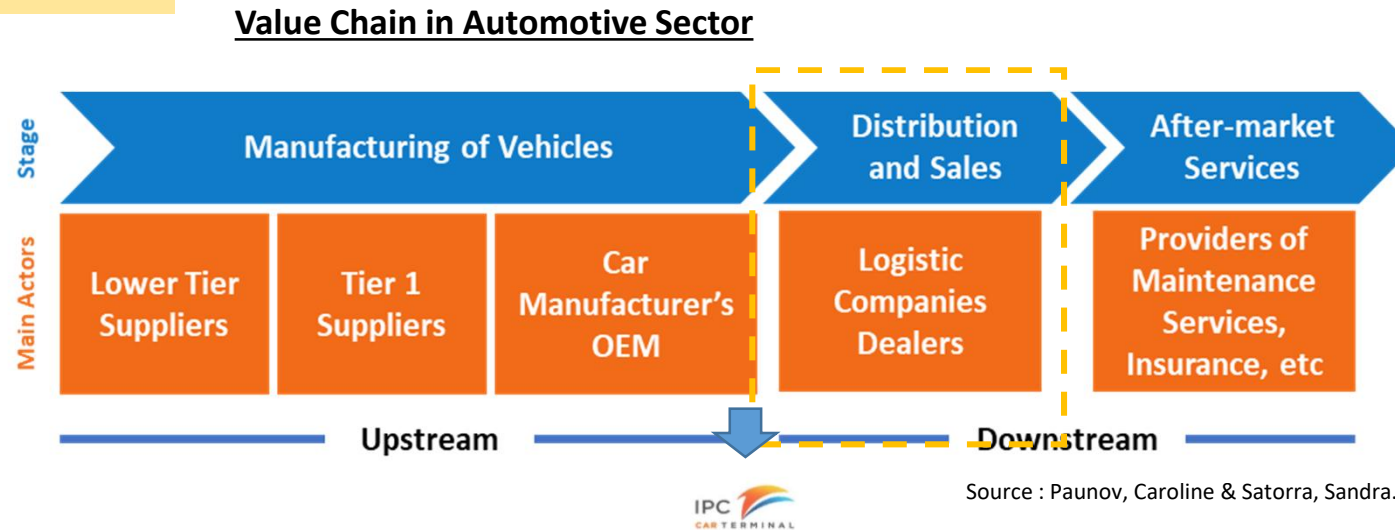 Value Chain in Automotive Sector
Stage
Manufacturing of Vehicles
Distribution
and Sales
After-market
Services
Main Actors
Lower Tier
Suppliers
Tier 1
Suppliers
Car
Manufacturer's
OEM
Logistic
Companies
Dealers
Providers of
Maintenance
Services,
Insurance, etc
Upstream
Downstream
IPC
CAR TERMINAL
Source : Paunov, Caroline & Satorra, Sandra.